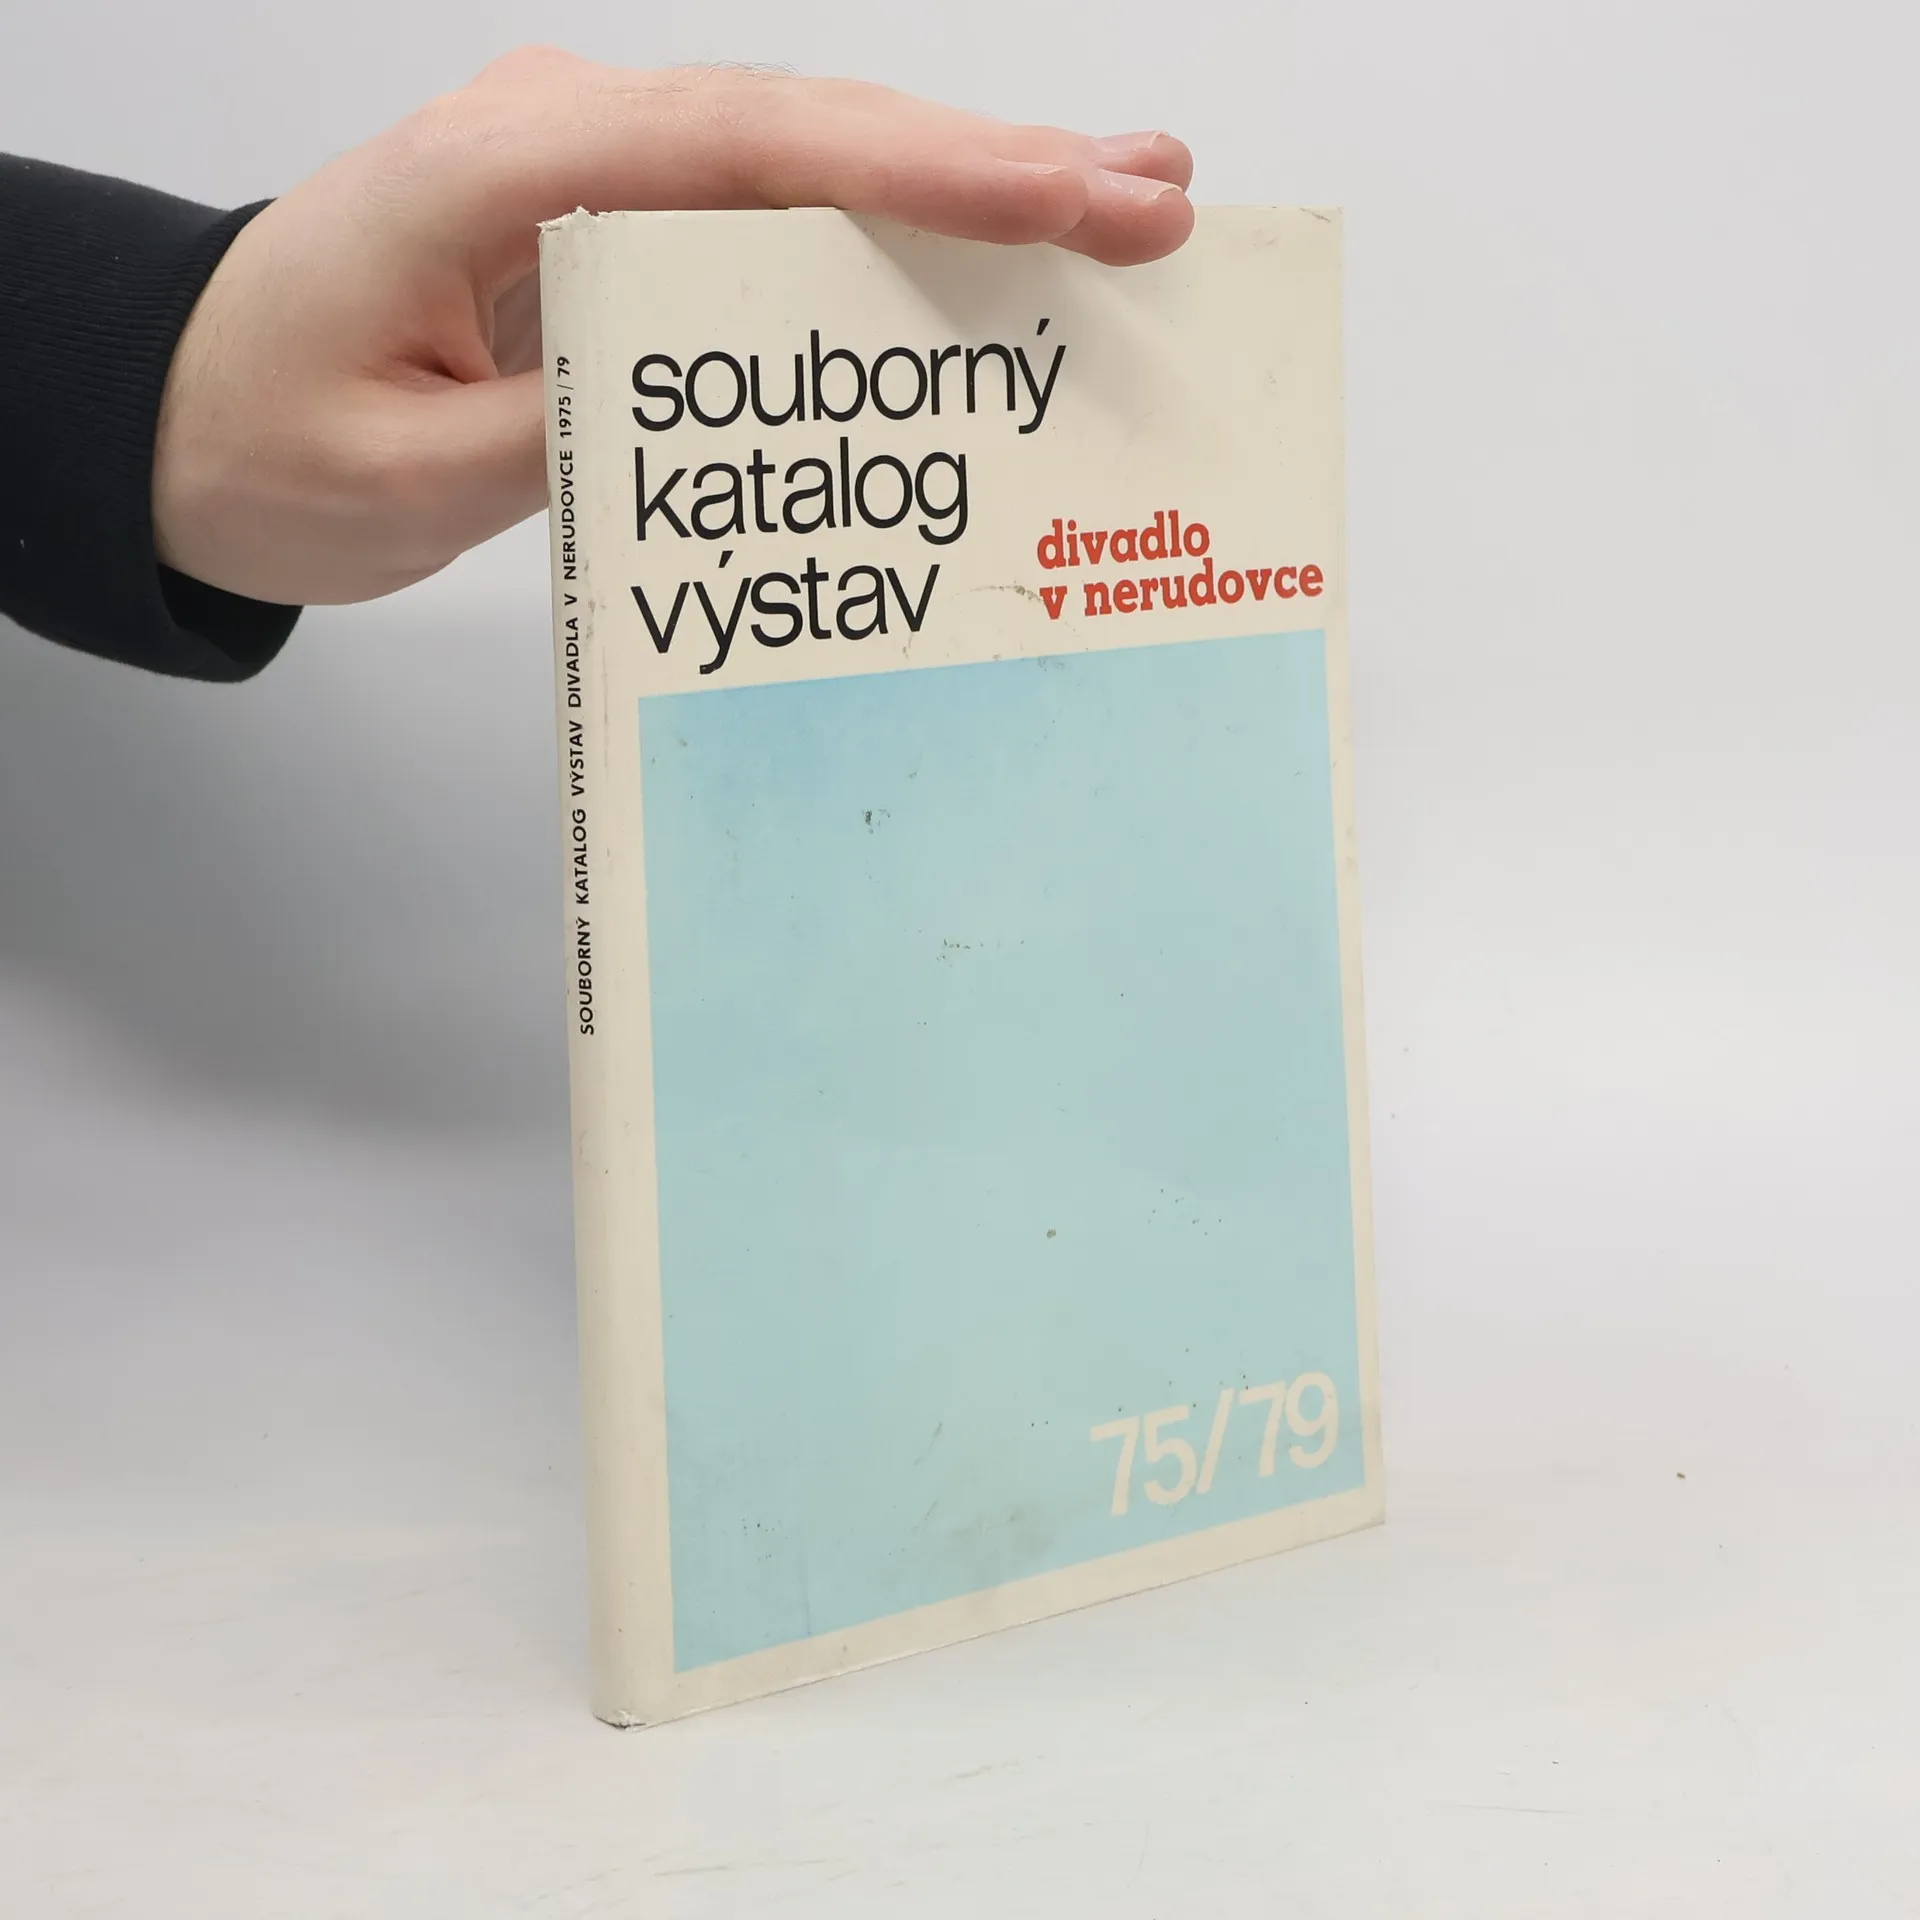 souborný
katalog
výstav
divadlo
v nerudovce
75/79
SOUBORNÝ KATALOG VÝSTAV DIVADLA V NERUDOVCE 1975/79